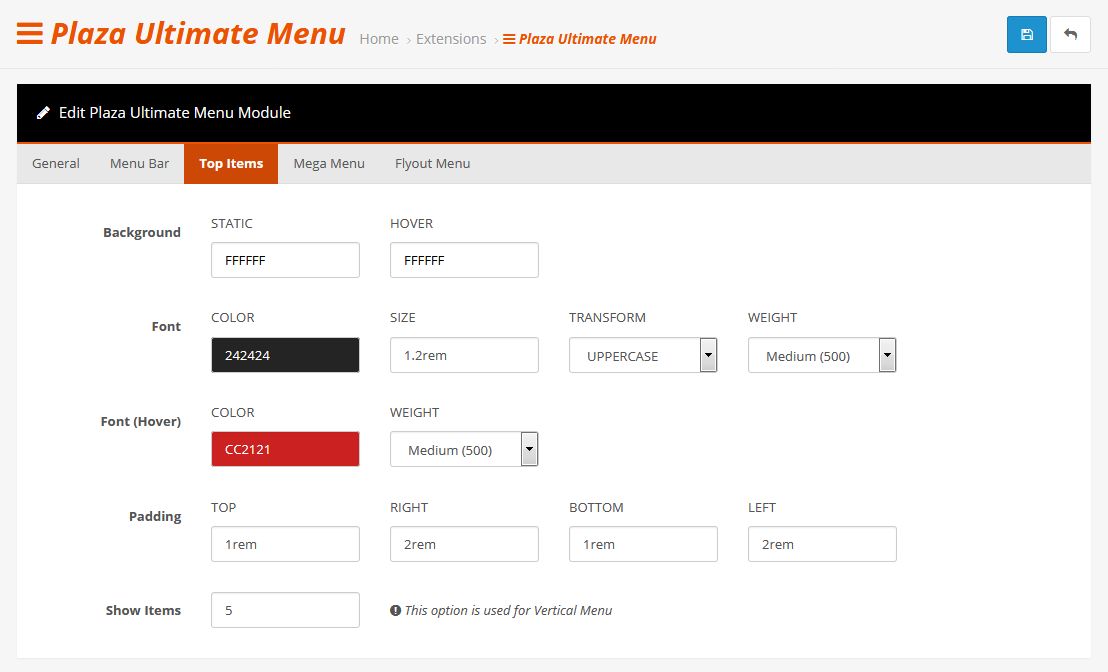 Plaza Ultimate Menu Home › Extensions › Plaza Ultimate Menu
Edit Plaza Ultimate Menu Module
General Menu Bar Top Items Mega Menu Flyout Menu
Background STATIC HOVER
FFFFFF FFFFFF
Font COLOR SIZE TRANSFORM WEIGHT
242424 1.2rem UPPERCASE Medium (500)
Font (Hover) COLOR WEIGHT
CC2121 Medium (500)
Padding TOP RIGHT BOTTOM LEFT
1rem 2rem 1rem 2rem
Show Items 5 This option is used for Vertical Menu